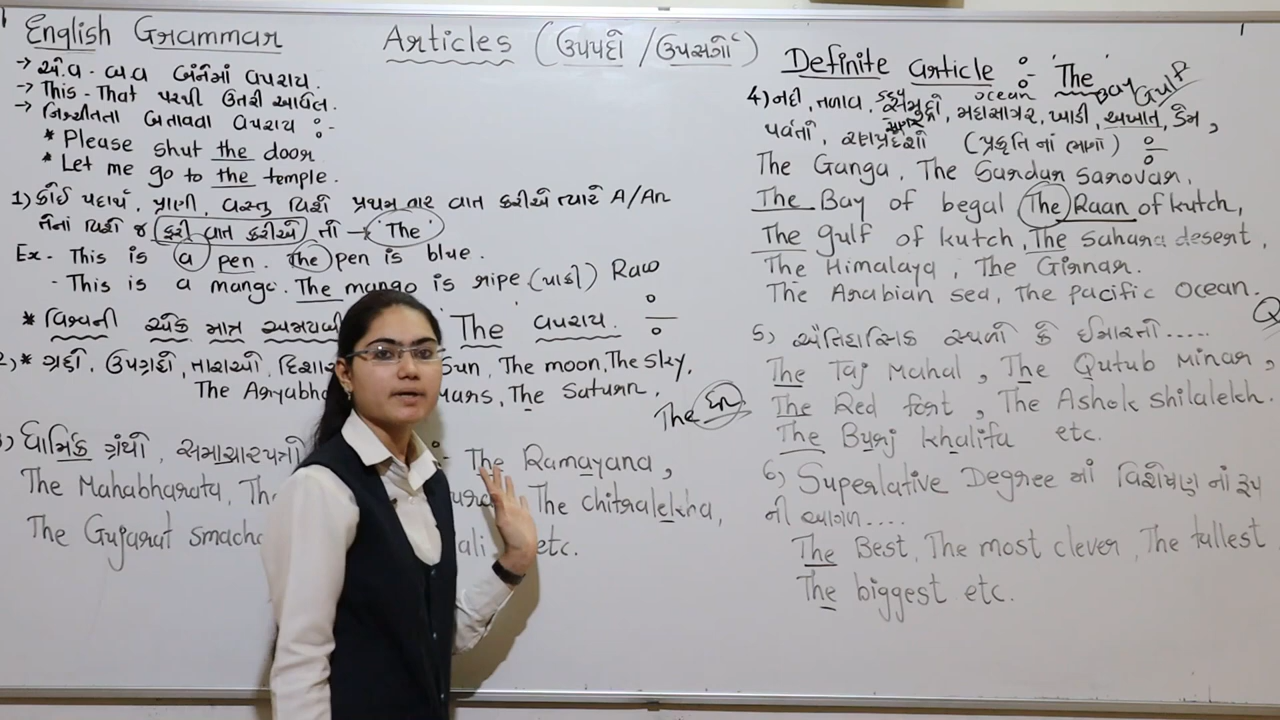 English Grammar
Articles (ઉપપદો /ઉપસર્ગો)
→ એ.વ - બ.વ બંનેમાં વપરાય.
→ This - That પરથી ઉતરી આવેલ.
→ નિશ્ચીતતા બતાવવા વપરાય :-
* Please shut the door
* Let me go to the temple.
1) કોઈ પદાર્થ, પ્રાણી, વસ્તુ વિશે પ્રથમ વાર વાત કરીએ ત્યારે A/An
તેના વિશે જ ફરી વાત કરીએ તો → 'The'
Ex - This is a pen. The pen is blue.
- This is a mango. The mango is ripe (પાકી) Raw
* વિશ્વની એક માત્ર The વપરાય. :-
2) * ગ્રહો, ઉપગ્રહો, તારાઓ, Sun, The moon, The sky,
The Aryabha Mars, The Saturn,
3) ધાર્મિક ગ્રંથો, સમાચારપત્રો :- The Ramayana,
The Mahabharata, The The chitralekha,
The Gujarat smacha etc.
The
Definite article :- 'The'
Bay Gulf
ocean
4) નદી, તળાવ, સમુદ્રો, મહાસાગર, ખાડી, અખાત, ડેમ,
પર્વતો, રણપ્રદેશો (પ્રકૃતિ નાં ભાગો) :-
The Ganga, The Sardar sarovar,
The Bay of begal The Raan of kutch,
The gulf of kutch, The Sahara desert,
The Himalaya, The Girnar.
The Arabian sea, The pacific Ocean.
5) ઐતિહાસિક સ્થળો કે ઈમારતો.....
The Taj Mahal, The Qutub Minar,
The Red fort, The Ashok shilalekh.
The Burj khalifa etc.
6) Superlative Degree માં વિશેષણ નાં રૂપ
ની આગળ....
The Best, The most clever, The tallest
The biggest etc.